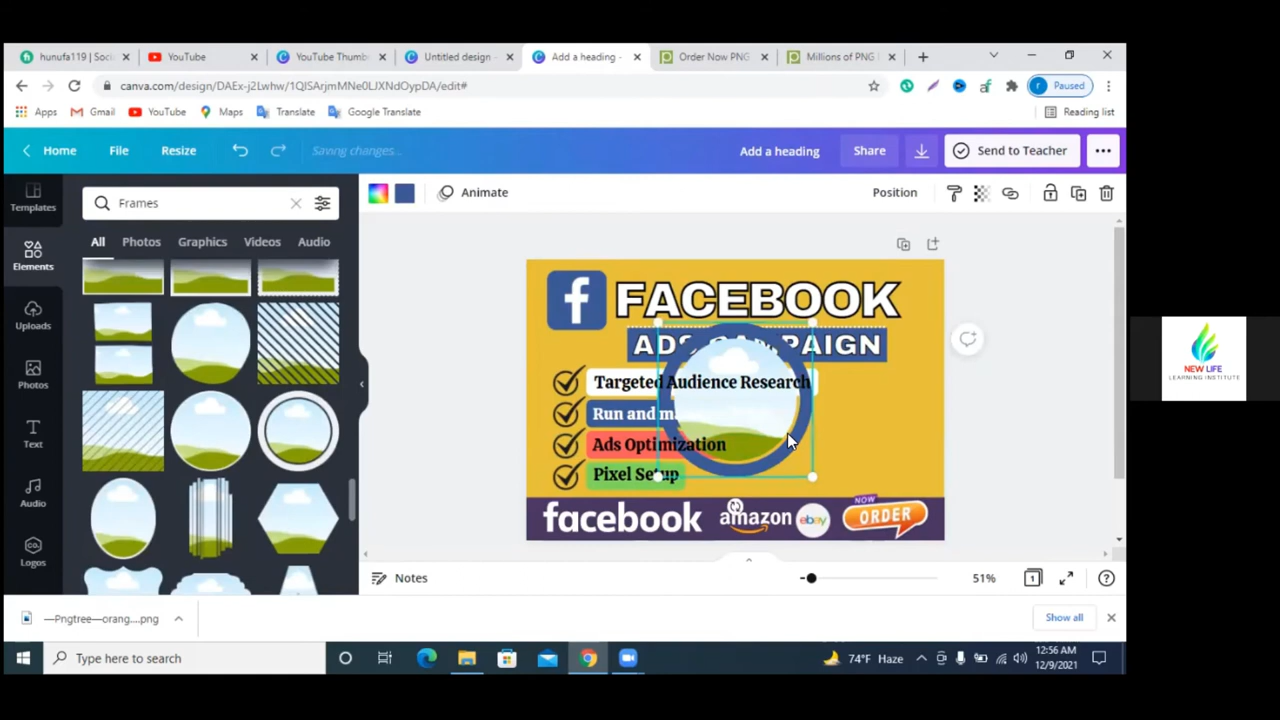 hunufa119 | Soci
YouTube
YouTube Thumb
Untitled design -
Add a heading -
Order Now PNG
Millions of PNG
canva.com/design/DAEx-j2Lwhw/1QISArjmMNe0LJXNdOypDA/edit#
r Paused
Apps Gmail YouTube Maps Translate Google Translate Reading list
Home File Resize Saving changes... Add a heading Share Send to Teacher
Templates
Elements
Uploads
Photos
Text
Audio
CO.
Logos
Frames
All Photos Graphics Videos Audio
Animate Position
f FACEBOOK
ADS CAMPAIGN
Targeted Audience Research
Run and ma
Ads Optimization
Pixel Setup
facebook amazon ebay NOW ORDER
Notes 51% 1 ?
—Pngtree—orang....png Show all
Type here to search 74°F Haze 12:56 AM
12/9/2021
NEW LIFE
LEARNING INSTITUTE